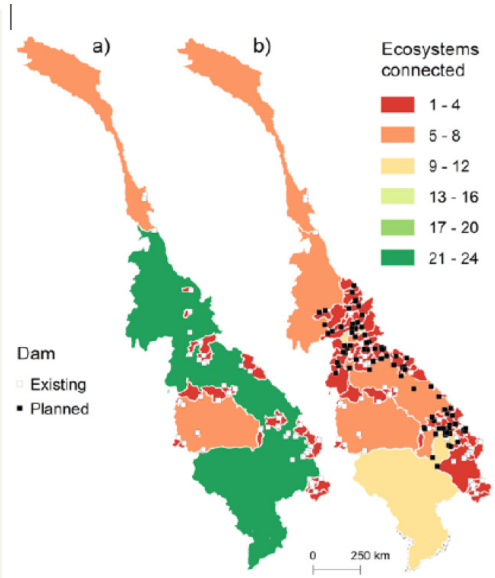 a)
b)
Ecosystems
connected
1 - 4
5 - 8
9 - 12
13 - 16
17 - 20
21 - 24
Dam
Existing
Planned
0 250 km